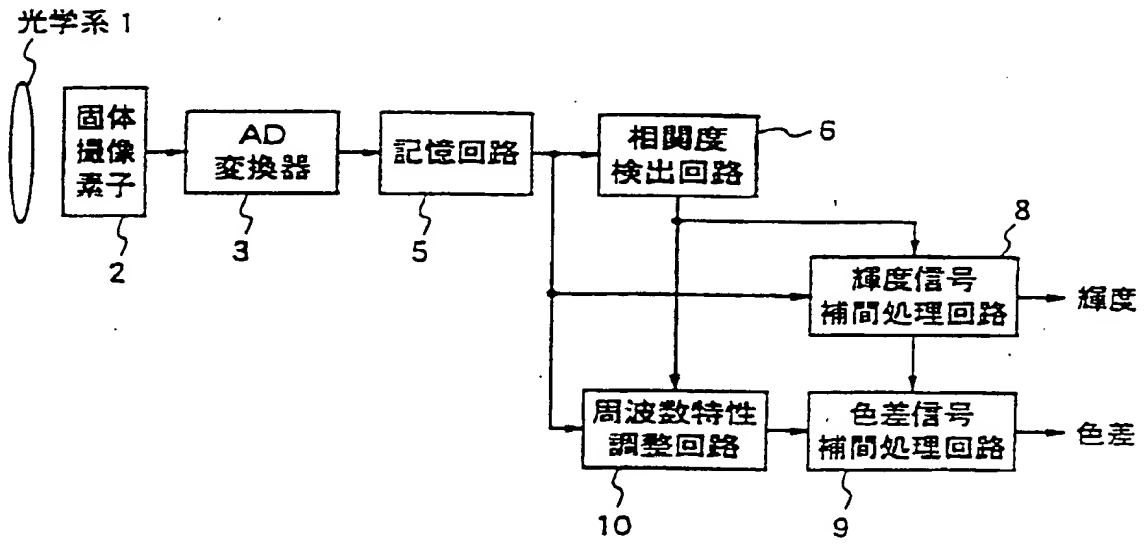 光学系 1
固体
撮像
素子
2
AD
変換器
3
記憶回路
5
相関度
検出回路
6
輝度信号
補間処理回路
8
輝度
周波数特性
調整回路
10
色差信号
補間処理回路
9
色差